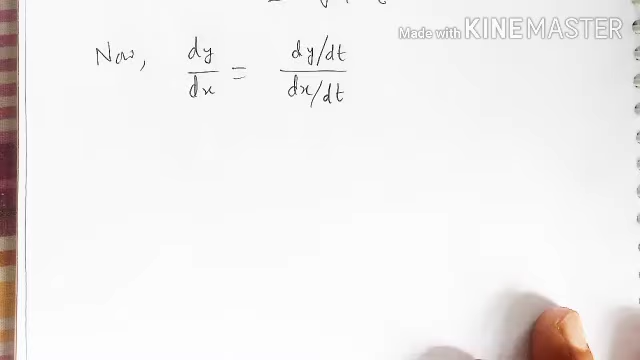 Made with KINEMASTER
Now, dy/dx = (dy/dt)/(dx/dt)